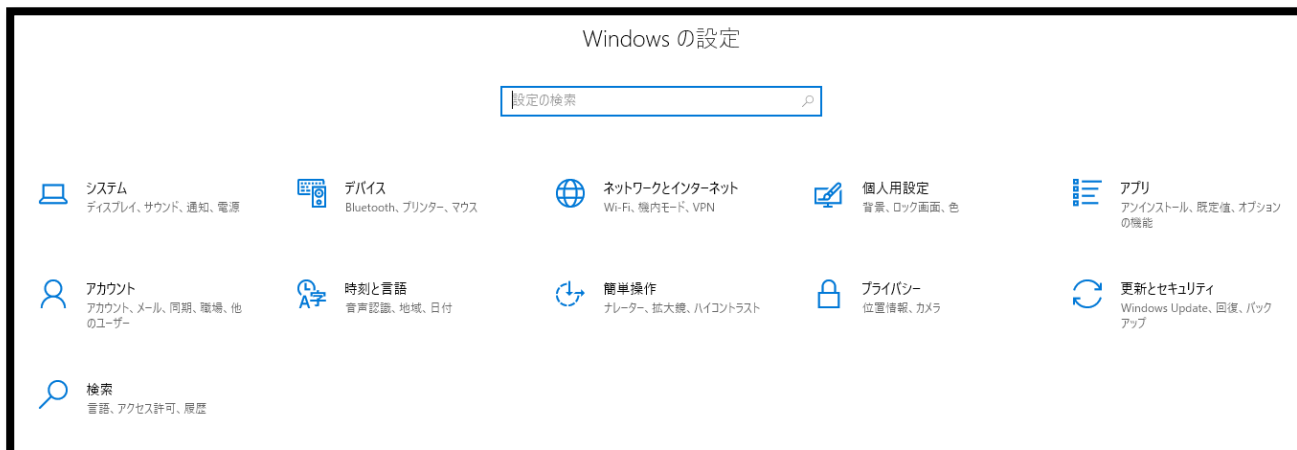 Windows の設定
設定の検索
システム
ディスプレイ、サウンド、通知、電源
デバイス
Bluetooth、プリンター、マウス
ネットワークとインターネット
Wi-Fi、機内モード、VPN
個人用設定
背景、ロック画面、色
アプリ
アンインストール、既定値、オプション
の機能
アカウント
アカウント、メール、同期、職場、他
のユーザー
時刻と言語
音声認識、地域、日付
簡単操作
ナレーター、拡大鏡、ハイコントラスト
プライバシー
位置情報、カメラ
更新とセキュリティ
Windows Update、回復、バック
アップ
検索
言語、アクセス許可、履歴